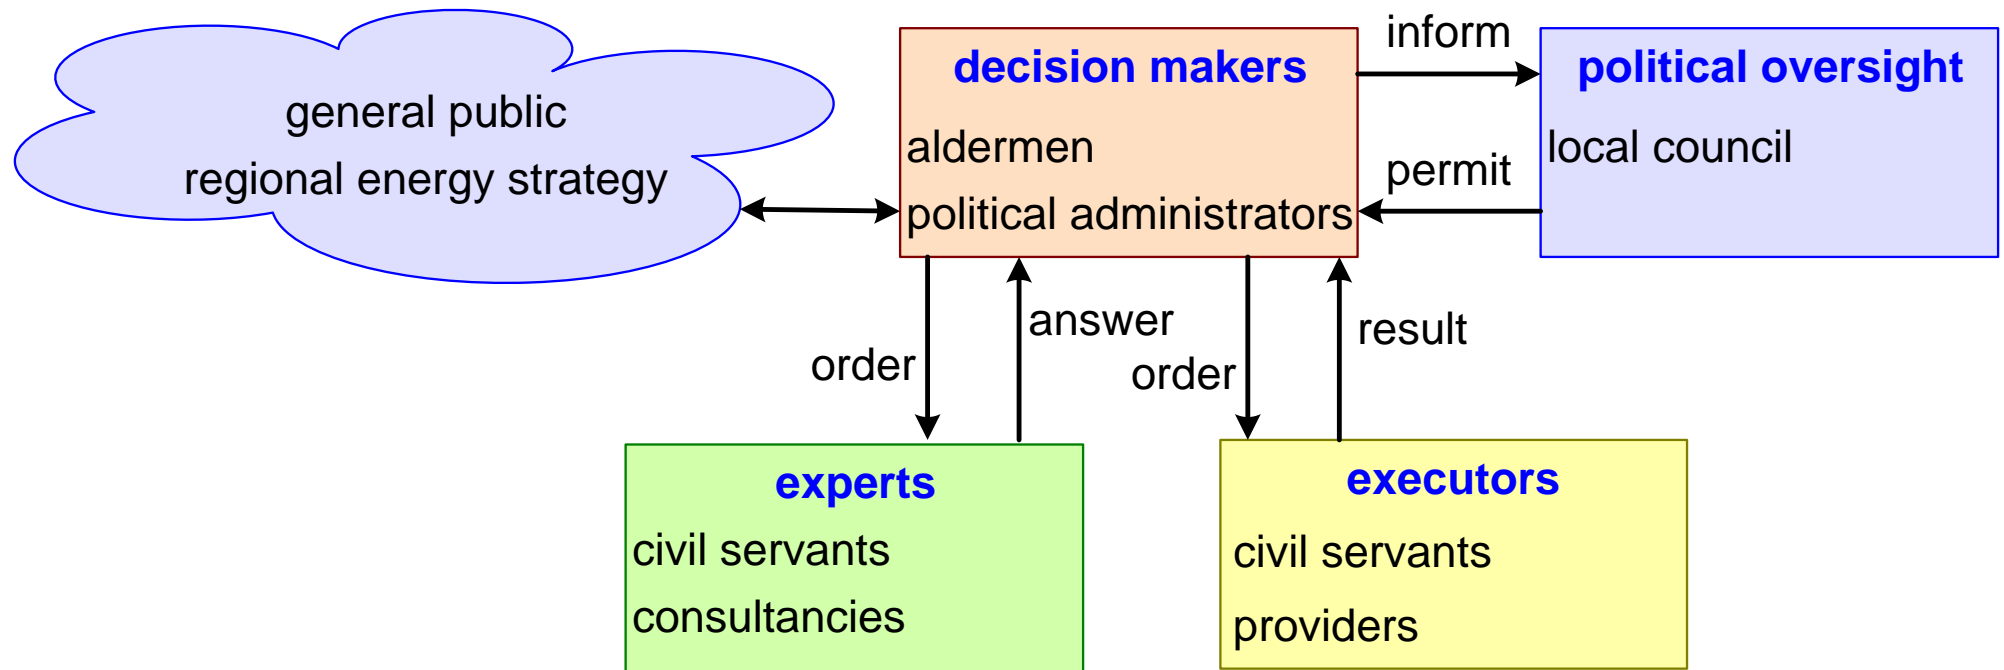 general public
regional energy strategy
decision makers
aldermen
political administrators
inform
permit
political oversight
local council
order
answer
order
result
experts
civil servants
consultancies
executors
civil servants
providers